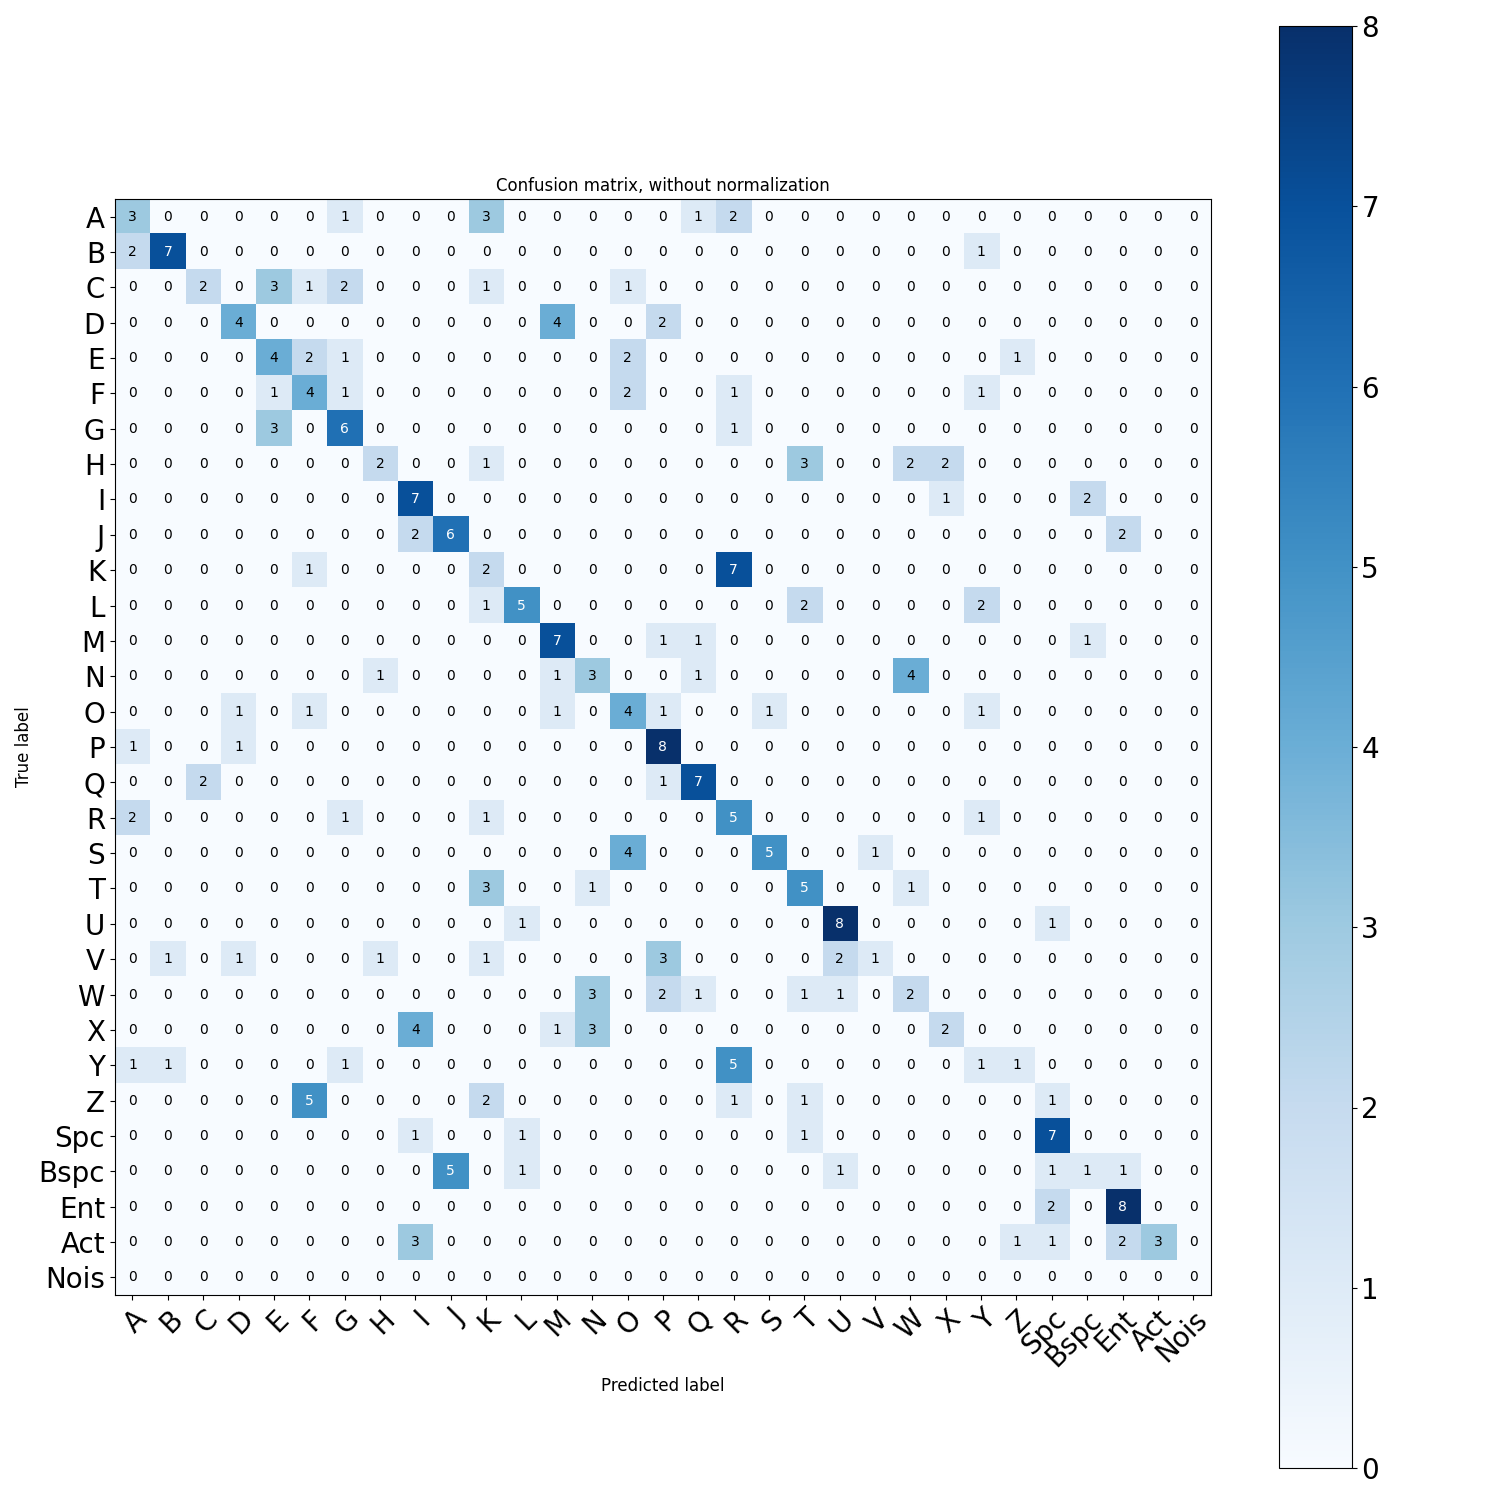 Confusion matrix, without normalization
A 3 0 0 0 0 0 1 0 0 0 3 0 0 0 0 0 1 2 0 0 0 0 0 0 0 0 0 0 0 0 0
B 2 7 0 0 0 0 0 0 0 0 0 0 0 0 0 0 0 0 0 0 0 0 0 0 1 0 0 0 0 0 0
C 0 0 2 0 3 1 2 0 0 0 1 0 0 0 1 0 0 0 0 0 0 0 0 0 0 0 0 0 0 0 0
D 0 0 0 4 0 0 0 0 0 0 0 0 4 0 0 2 0 0 0 0 0 0 0 0 0 0 0 0 0 0 0
E 0 0 0 0 4 2 1 0 0 0 0 0 0 0 2 0 0 0 0 0 0 0 0 0 0 1 0 0 0 0 0
F 0 0 0 0 1 4 1 0 0 0 0 0 0 0 2 0 0 1 0 0 0 0 0 0 1 0 0 0 0 0 0
G 0 0 0 0 3 0 6 0 0 0 0 0 0 0 0 0 0 1 0 0 0 0 0 0 0 0 0 0 0 0 0
H 0 0 0 0 0 0 0 2 0 0 1 0 0 0 0 0 0 0 0 3 0 0 2 2 0 0 0 0 0 0 0
I 0 0 0 0 0 0 0 0 7 0 0 0 0 0 0 0 0 0 0 0 0 0 0 1 0 0 0 2 0 0 0
J 0 0 0 0 0 0 0 0 2 6 0 0 0 0 0 0 0 0 0 0 0 0 0 0 0 0 0 0 2 0 0
K 0 0 0 0 0 1 0 0 0 0 2 0 0 0 0 0 0 7 0 0 0 0 0 0 0 0 0 0 0 0 0
L 0 0 0 0 0 0 0 0 0 0 1 5 0 0 0 0 0 0 0 2 0 0 0 0 2 0 0 0 0 0 0
M 0 0 0 0 0 0 0 0 0 0 0 0 7 0 0 1 1 0 0 0 0 0 0 0 0 0 0 1 0 0 0
N 0 0 0 0 0 0 0 1 0 0 0 0 1 3 0 0 1 0 0 0 0 0 4 0 0 0 0 0 0 0 0
O 0 0 0 1 0 1 0 0 0 0 0 0 1 0 4 1 0 0 1 0 0 0 0 0 1 0 0 0 0 0 0
P 1 0 0 1 0 0 0 0 0 0 0 0 0 0 0 8 0 0 0 0 0 0 0 0 0 0 0 0 0 0 0
Q 0 0 2 0 0 0 0 0 0 0 0 0 0 0 0 1 7 0 0 0 0 0 0 0 0 0 0 0 0 0 0
R 2 0 0 0 0 0 1 0 0 0 1 0 0 0 0 0 0 5 0 0 0 0 0 0 1 0 0 0 0 0 0
S 0 0 0 0 0 0 0 0 0 0 0 0 0 0 4 0 0 0 5 0 0 1 0 0 0 0 0 0 0 0 0
T 0 0 0 0 0 0 0 0 0 0 3 0 0 1 0 0 0 0 0 5 0 0 1 0 0 0 0 0 0 0 0
U 0 0 0 0 0 0 0 0 0 0 0 1 0 0 0 0 0 0 0 0 8 0 0 0 0 0 1 0 0 0 0
V 0 1 0 1 0 0 0 1 0 0 1 0 0 0 0 3 0 0 0 0 2 1 0 0 0 0 0 0 0 0 0
W 0 0 0 0 0 0 0 0 0 0 0 0 0 3 0 2 1 0 0 1 1 0 2 0 0 0 0 0 0 0 0
X 0 0 0 0 0 0 0 0 4 0 0 0 1 3 0 0 0 0 0 0 0 0 0 2 0 0 0 0 0 0 0
Y 1 1 0 0 0 0 1 0 0 0 0 0 0 0 0 0 0 5 0 0 0 0 0 0 1 1 0 0 0 0 0
Z 0 0 0 0 0 5 0 0 0 0 2 0 0 0 0 0 0 1 0 1 0 0 0 0 0 0 1 0 0 0 0
Spc 0 0 0 0 0 0 0 0 1 0 0 1 0 0 0 0 0 0 0 1 0 0 0 0 0 0 7 0 0 0 0
Bspc 0 0 0 0 0 0 0 0 0 5 0 1 0 0 0 0 0 0 0 0 1 0 0 0 0 0 1 1 1 0 0
Ent 0 0 0 0 0 0 0 0 0 0 0 0 0 0 0 0 0 0 0 0 0 0 0 0 0 0 2 0 8 0 0
Act 0 0 0 0 0 0 0 0 3 0 0 0 0 0 0 0 0 0 0 0 0 0 0 0 0 1 1 0 2 3 0
Nois 0 0 0 0 0 0 0 0 0 0 0 0 0 0 0 0 0 0 0 0 0 0 0 0 0 0 0 0 0 0 0
A B C D E F G H I J K L M N O P Q R S T U V W X Y Z Spc Bspc Ent Act Nois
Predicted label
True label
8
7
6
5
4
3
2
1
0